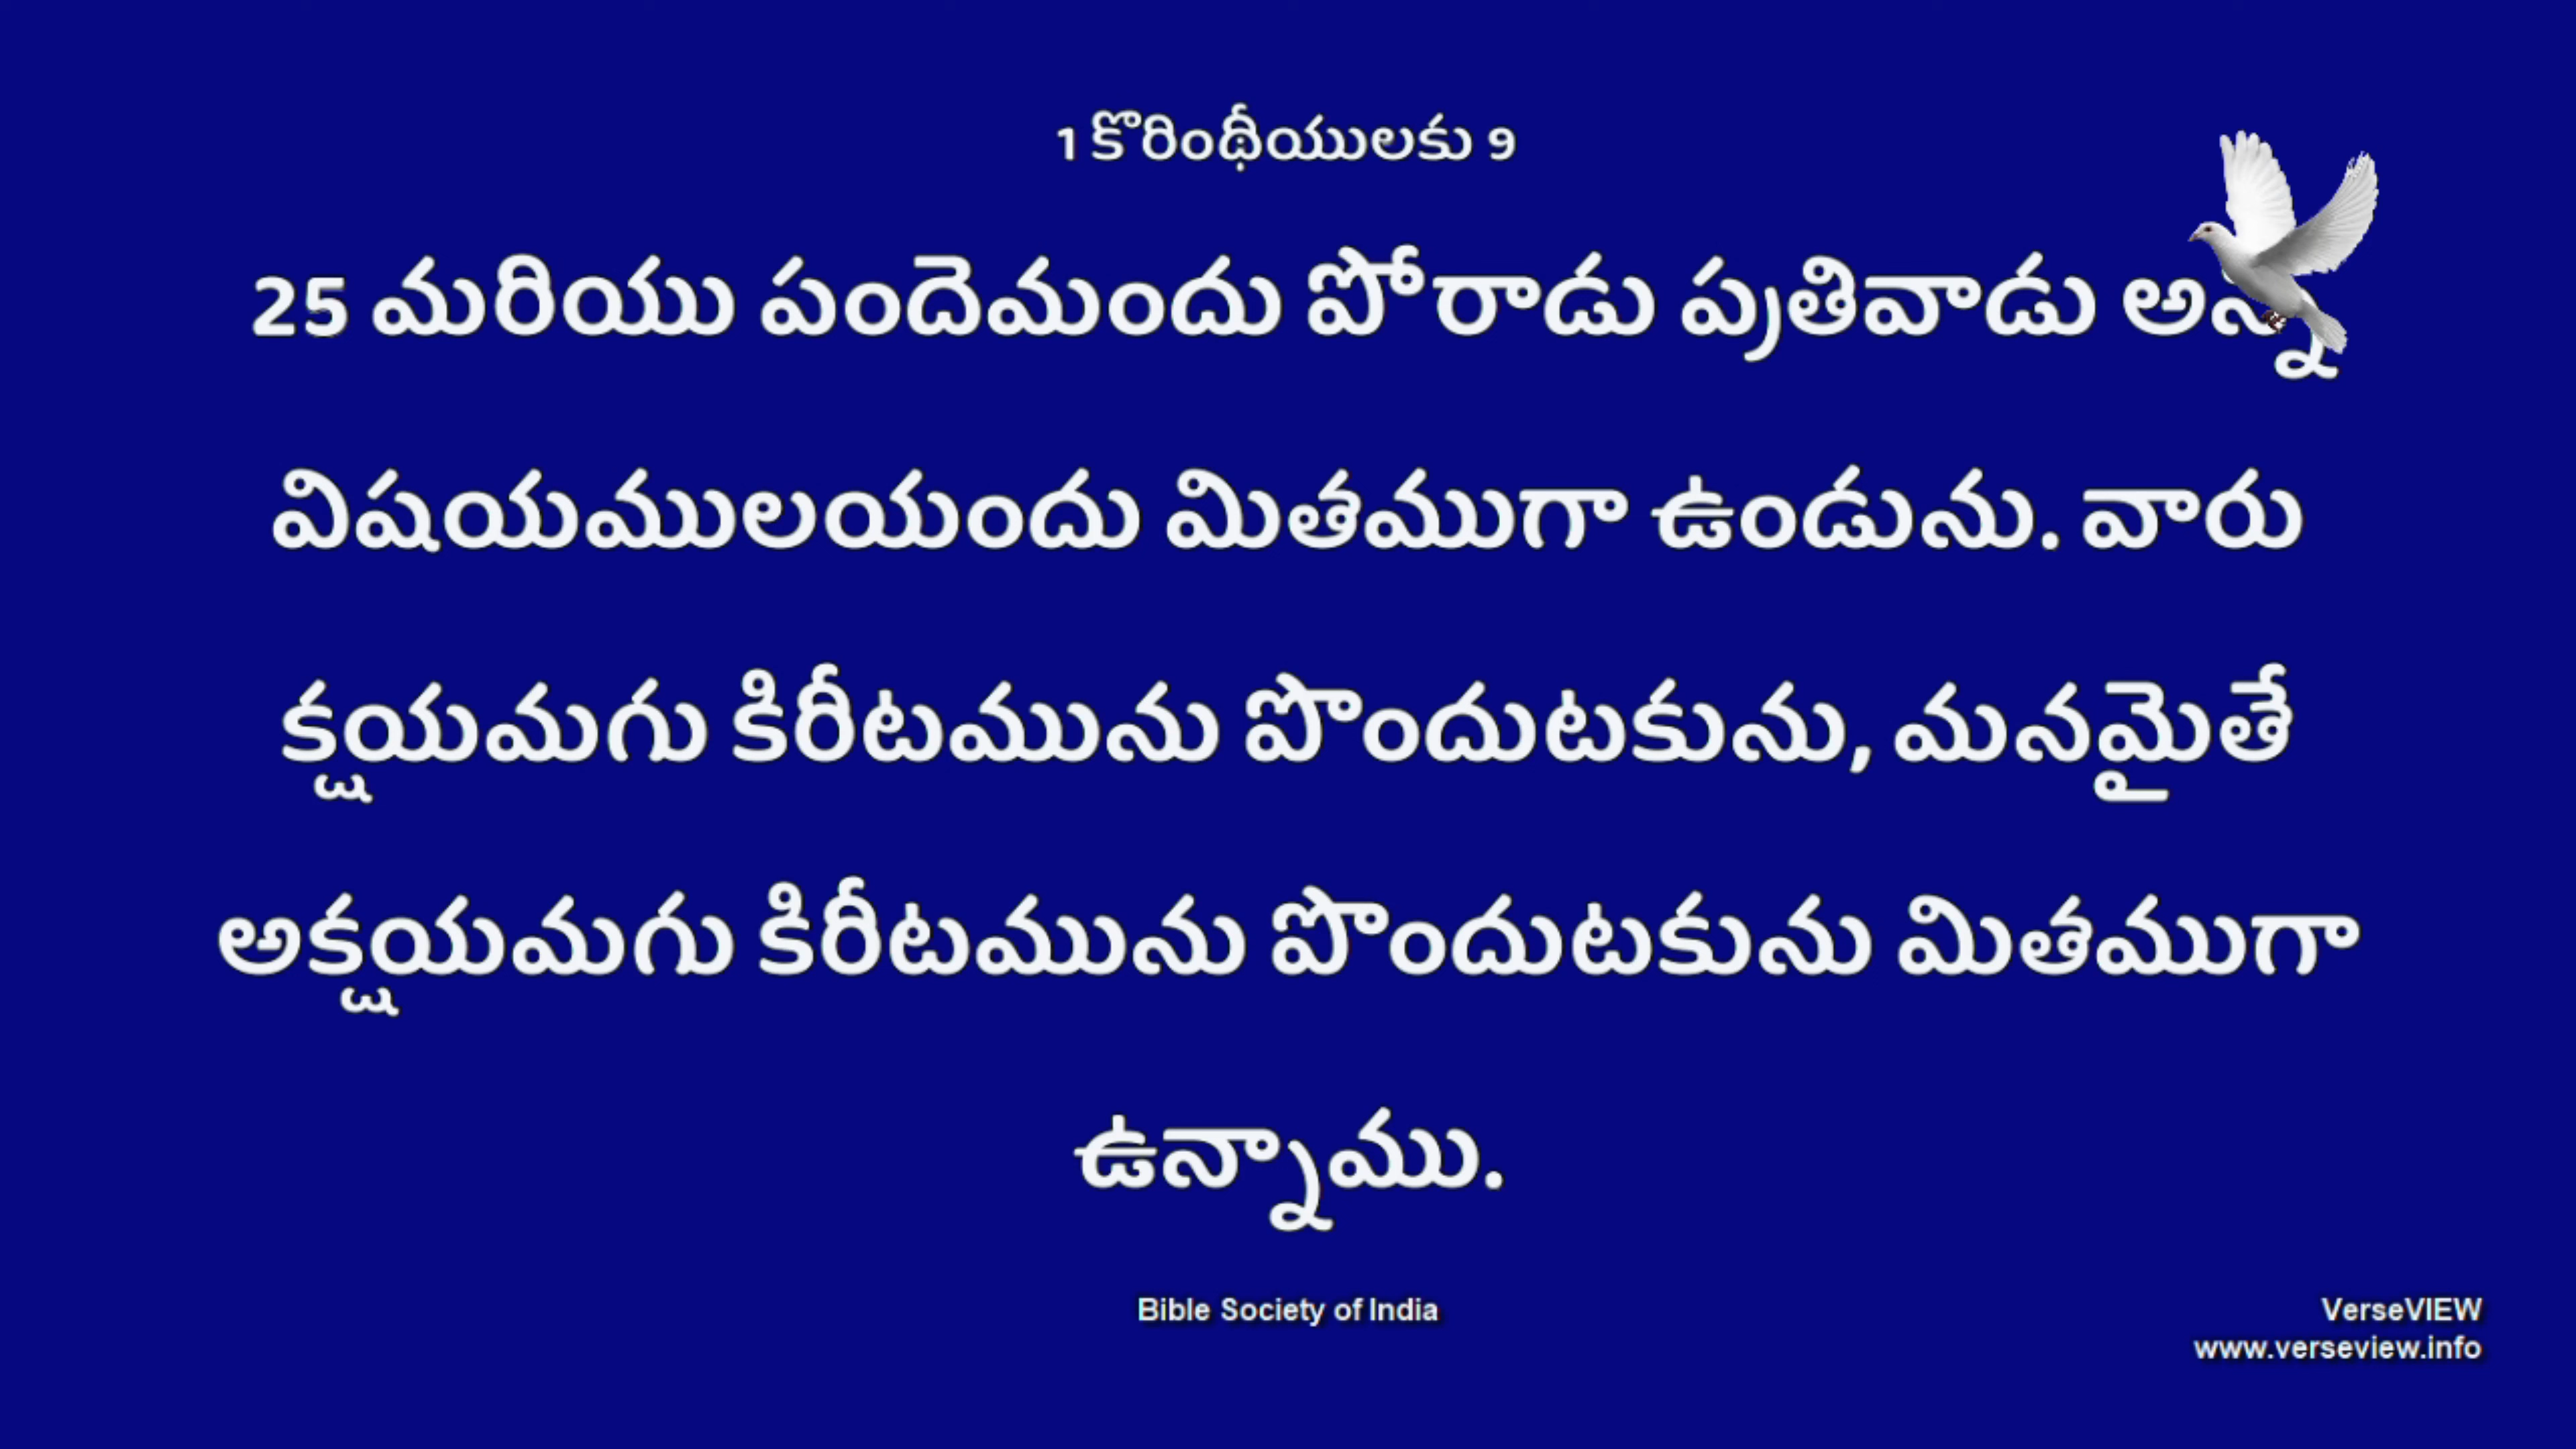 1 కొరింథీయులకు 9
25 మరియు పందెమందు పోరాడు ప్రతివాడు
విషయములయందు మితముగా ఉండును. వారు
క్షయమగు కిరీటమును పొందుటకును, మనమైతే
అక్షయమగు కిరీటమును పొందుటకును మితముగా
ఉన్నాము.
Bible Society of India
VerseVIEW
www.verseview.info